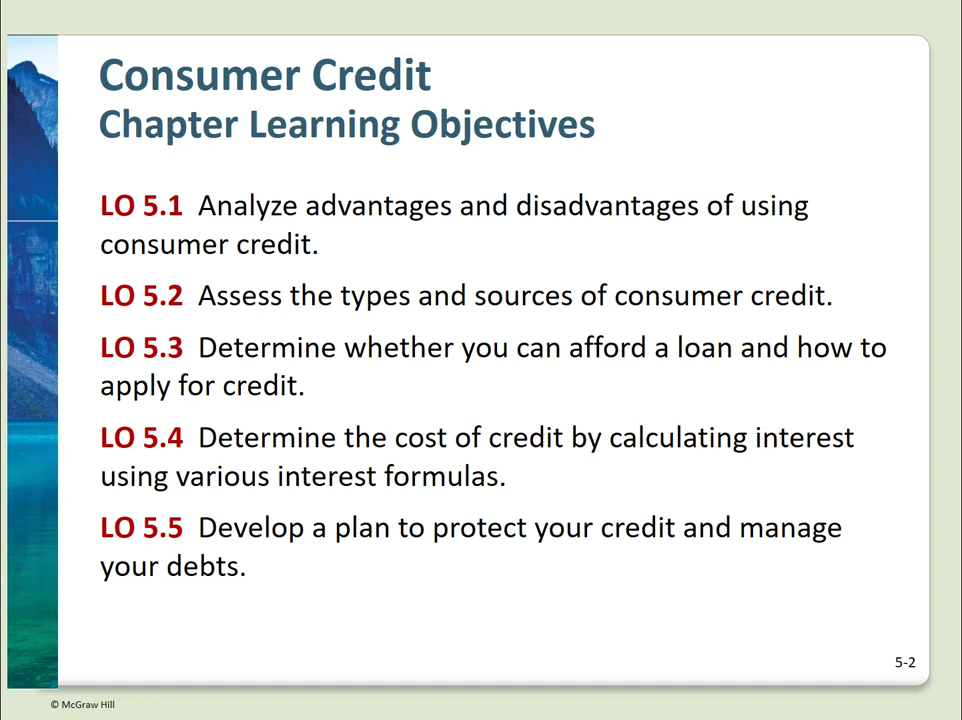 Consumer Credit
Chapter Learning Objectives
LO 5.1 Analyze advantages and disadvantages of using
consumer credit.
LO 5.2 Assess the types and sources of consumer credit.
LO 5.3 Determine whether you can afford a loan and how to
apply for credit.
LO 5.4 Determine the cost of credit by calculating interest
using various interest formulas.
LO 5.5 Develop a plan to protect your credit and manage
your debts.
5-2
© McGraw Hill